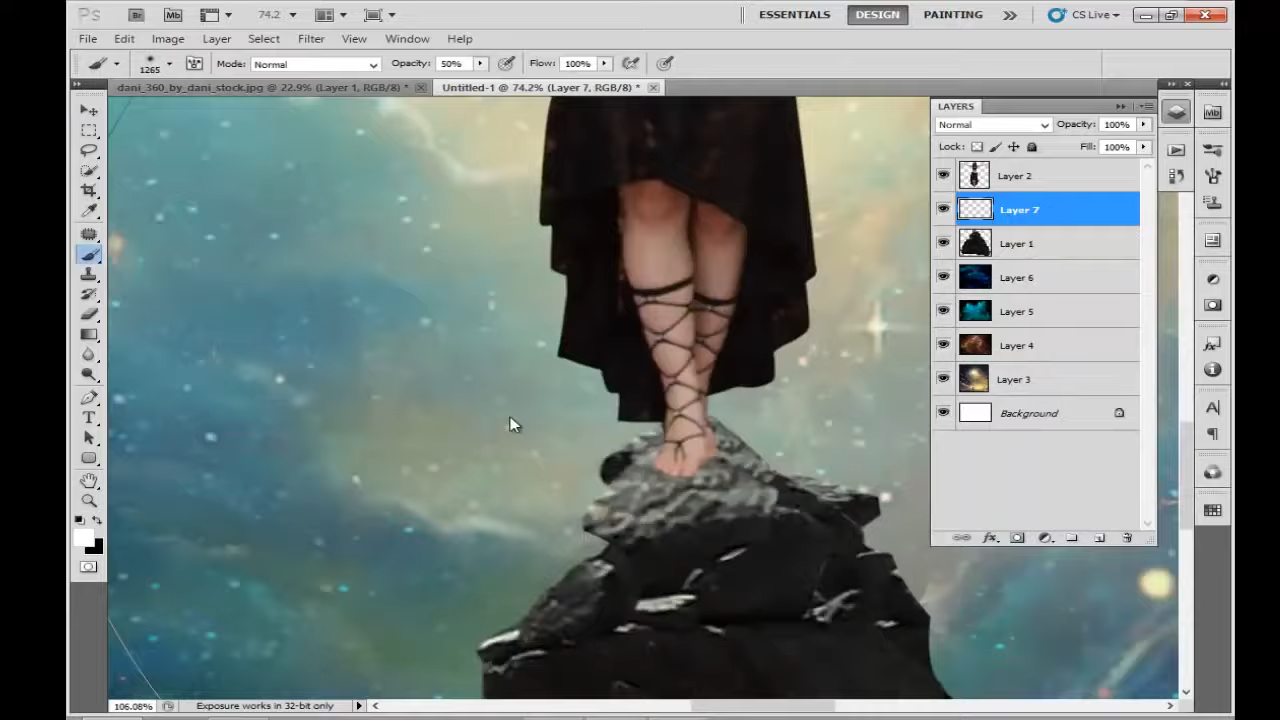 Ps Br Mb 74.2 ESSENTIALS DESIGN PAINTING CS Live
File Edit Image Layer Select Filter View Window Help
1265 Mode: Normal Opacity: 50% Flow: 100%
dani_360_by_dani_stock.jpg @ 22.9% (Layer 1, RGB/8) * Untitled-1 @ 74.2% (Layer 7, RGB/8) *
LAYERS
Mb
Normal Opacity: 100%
Lock: Fill: 100%
Layer 2
Layer 7
Layer 1
Layer 6
Layer 5
Layer 4
Layer 3
Background
T
A
fx
106.08% Exposure works in 32-bit only